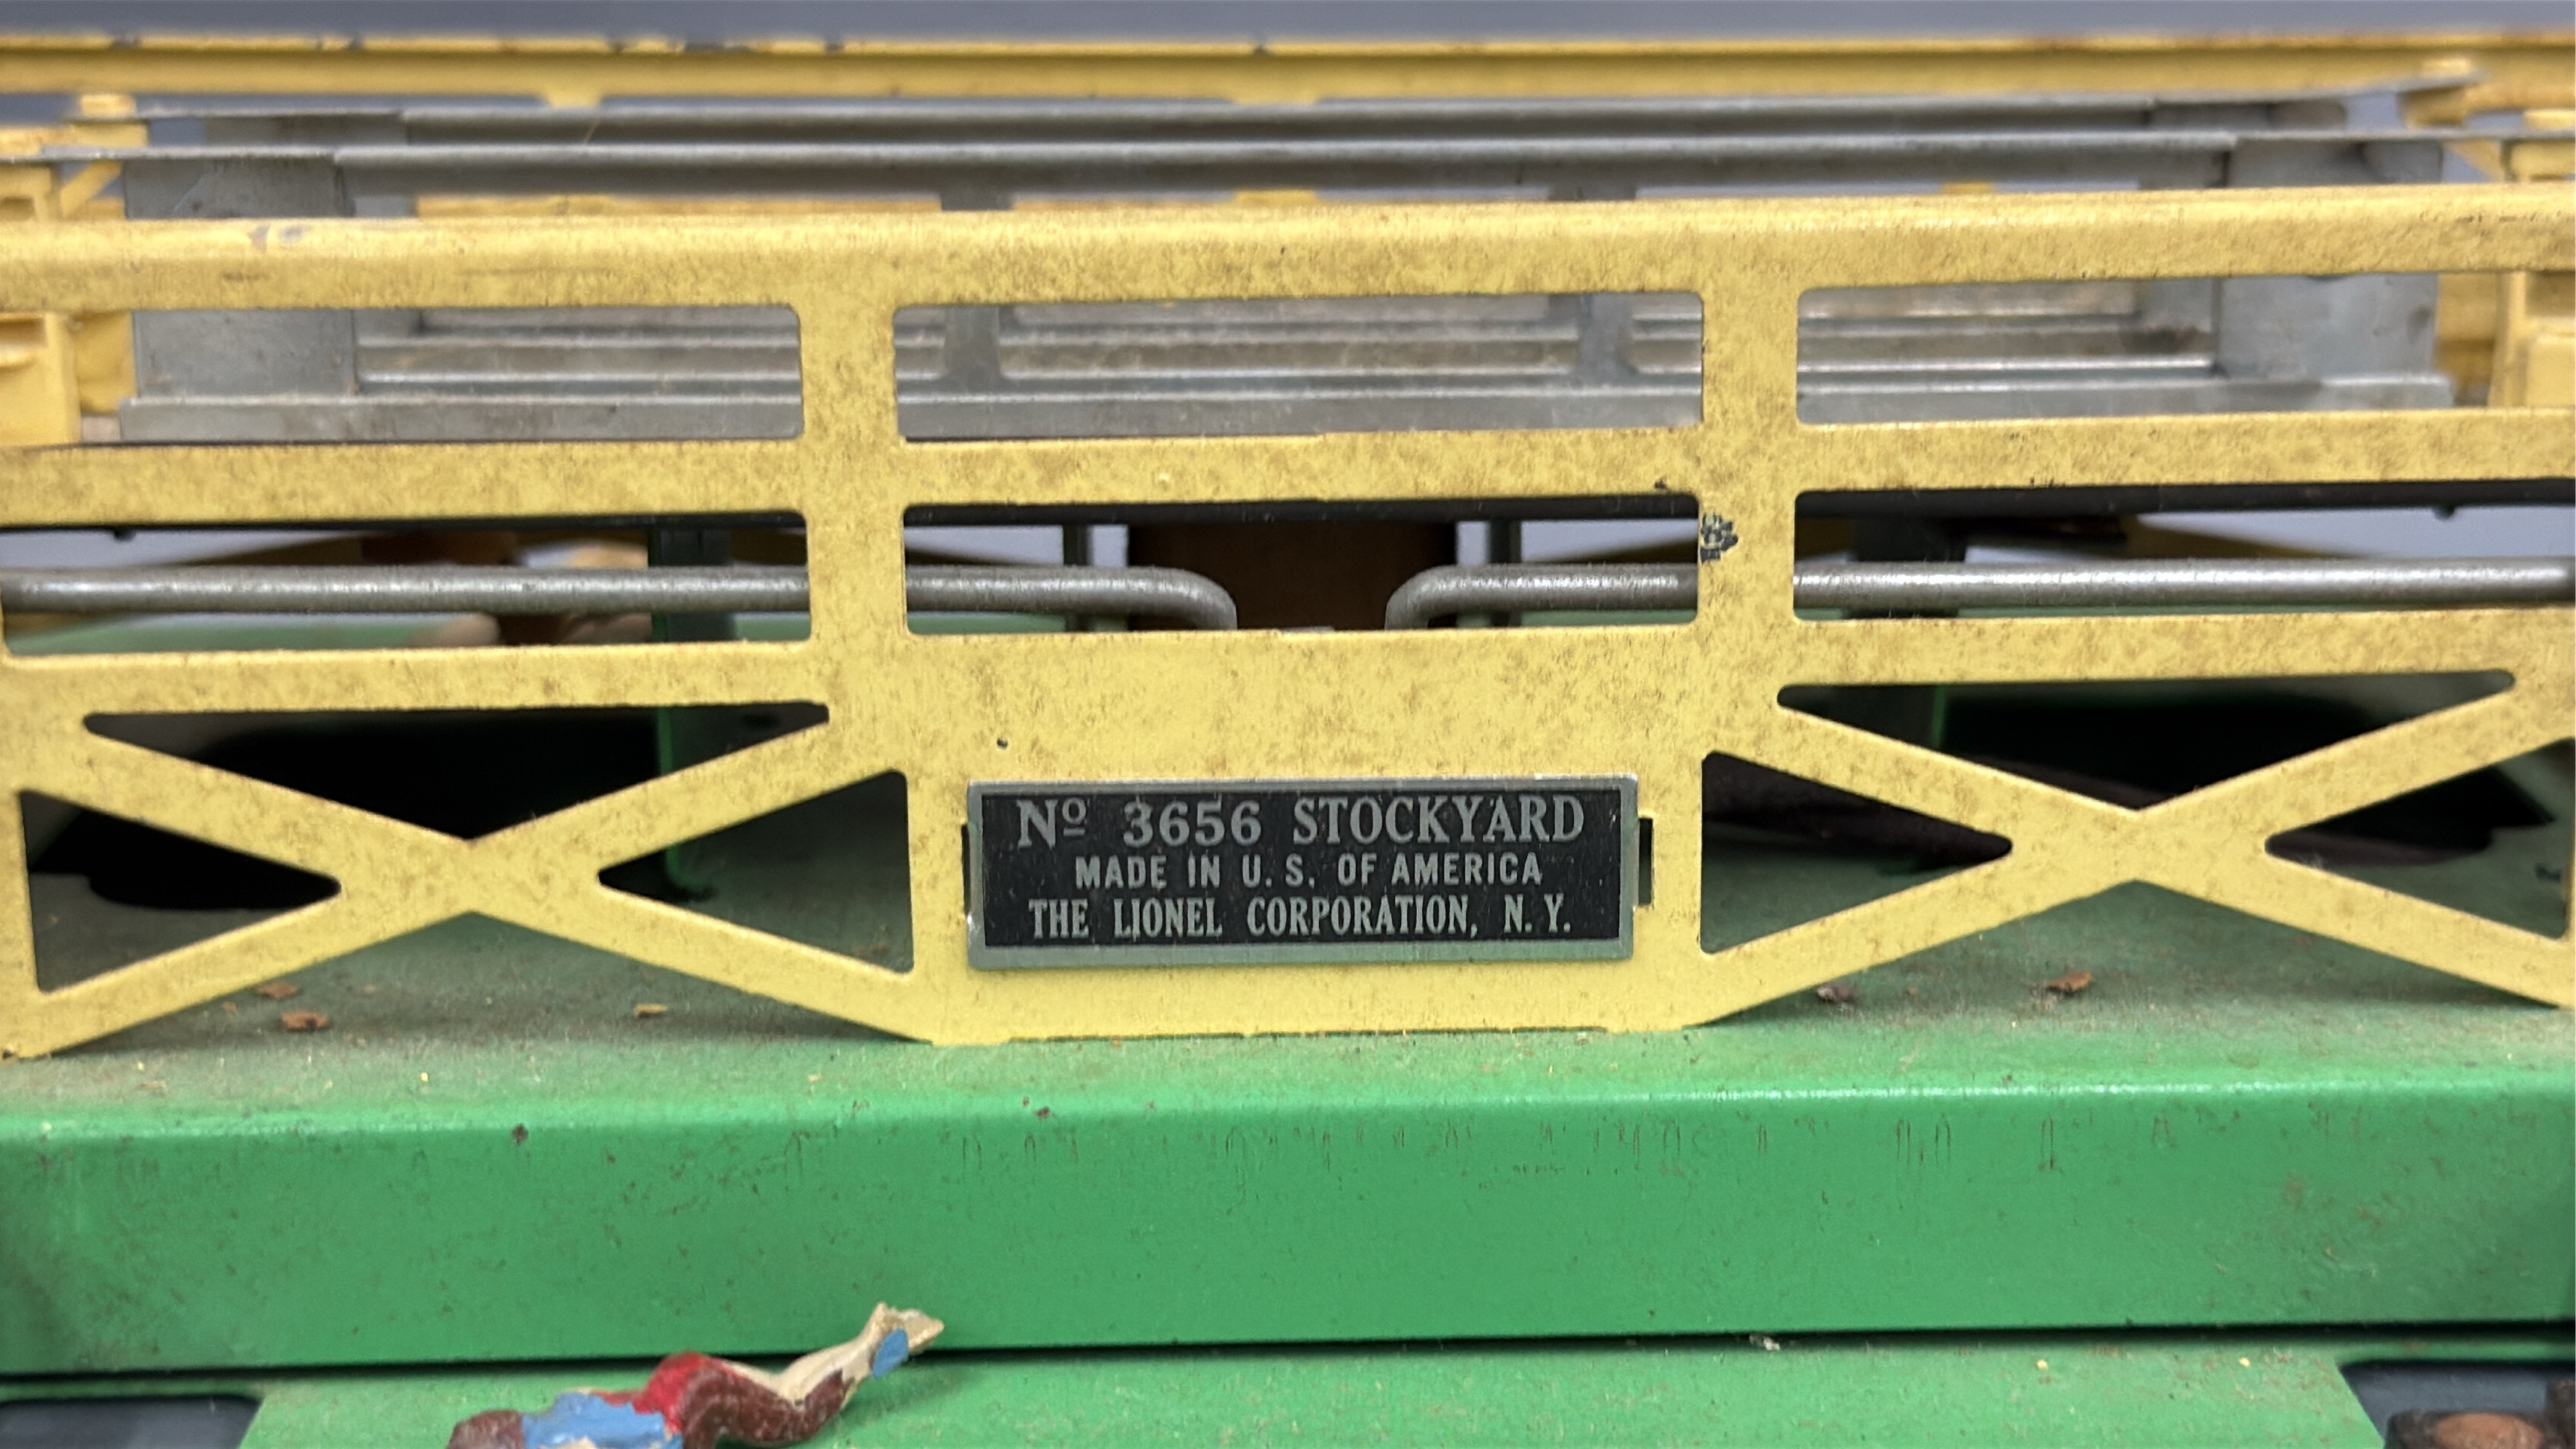 Nº 3656 STOCKYARD
MADE IN U. S. OF AMERICA
THE LIONEL CORPORATION, N. Y.